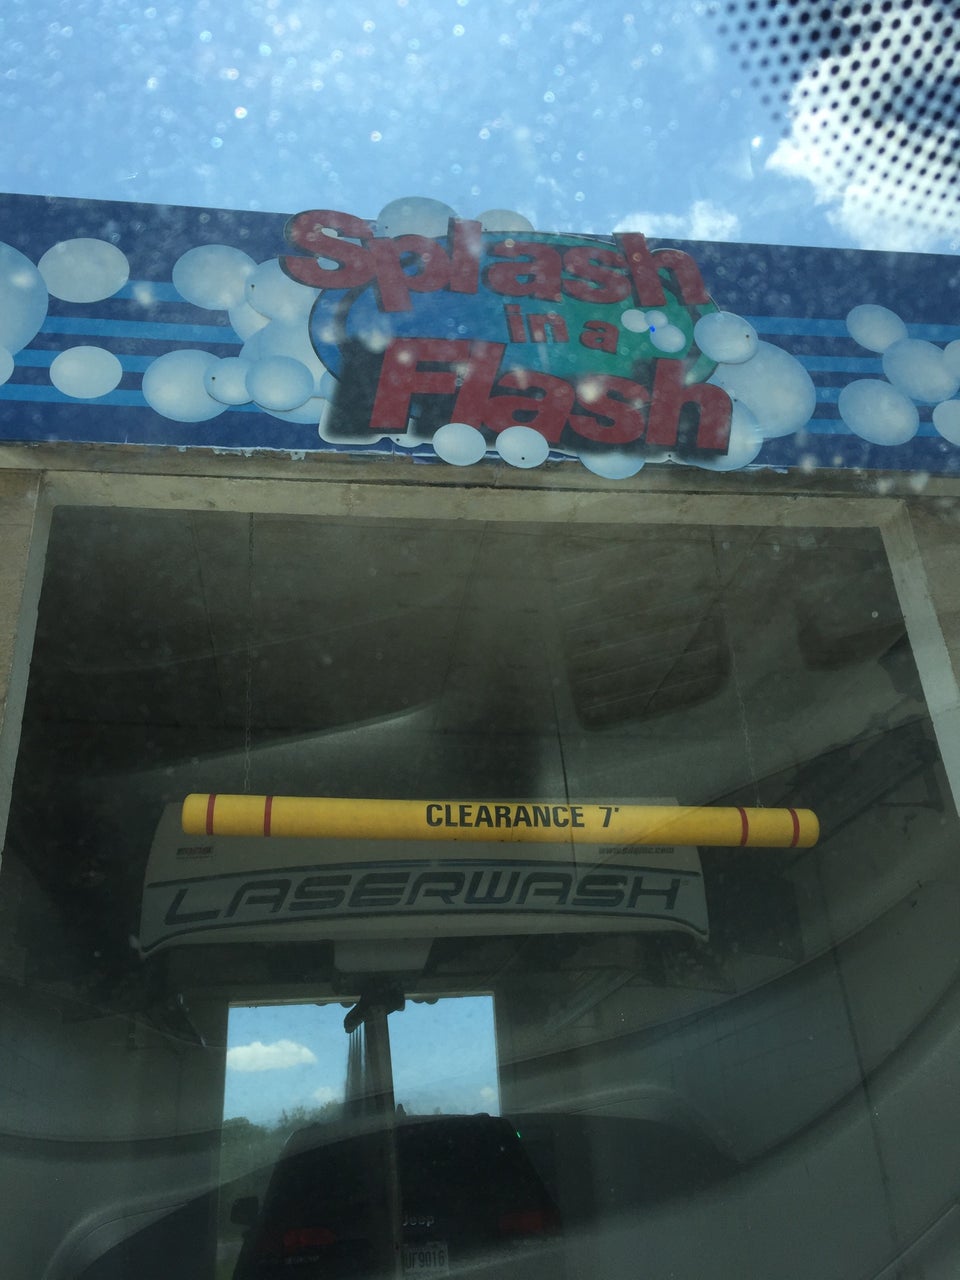 Splash
in a
Flash
CLEARANCE 7'
LASERWASH
Jeep